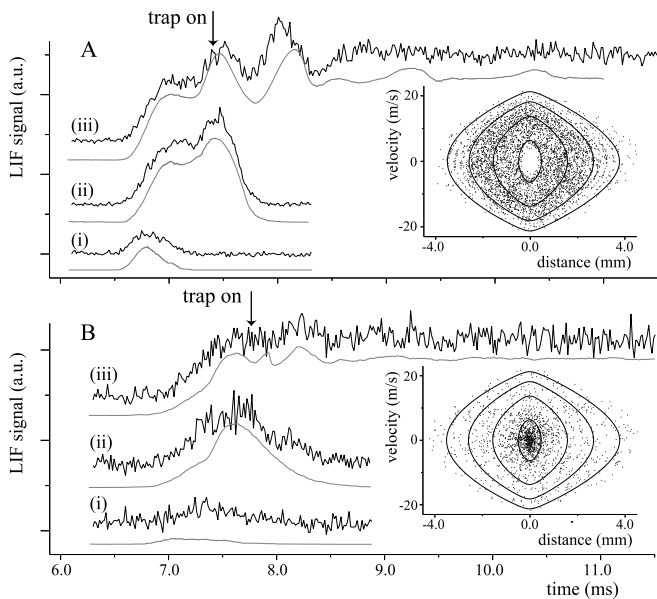 trap on
A
LIF signal (a.u.)
(iii)
(ii)
(i)
velocity (m/s)
20
0
-20
-4.0
0.0
4.0
distance (mm)
trap on
B
LIF signal (a.u.)
(iii)
(ii)
(i)
velocity (m/s)
20
0
-20
-4.0
0.0
4.0
distance (mm)
6.0
7.0
8.0
9.0
10.0
11.0
time (ms)